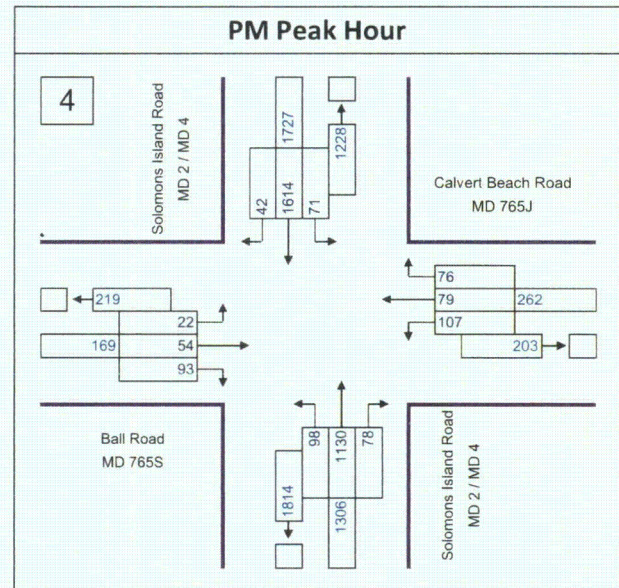 PM Peak Hour
4
Solomons Island Road
MD 2 / MD 4
1727
1228
42
1614
71
Calvert Beach Road
MD 765J
219
22
169
54
93
76
79
262
107
203
Ball Road
MD 765S
98
1130
78
1814
1306
Solomons Island Road
MD 2 / MD 4